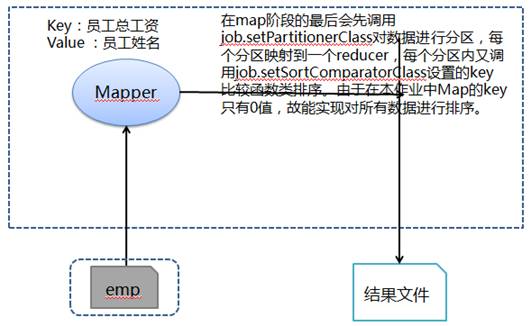 Key：员工总工资
Value ：员工姓名
Mapper
在map阶段的最后会先调用
job.setPartitionerClass对数据进行分区，每
个分区映射到一个reducer，每个分区内又调
用job.setSortComparatorClass设置的key
比较函数类排序。由于在本作业中Map的key
只有0值，故能实现对所有数据进行排序。
emp
结果文件